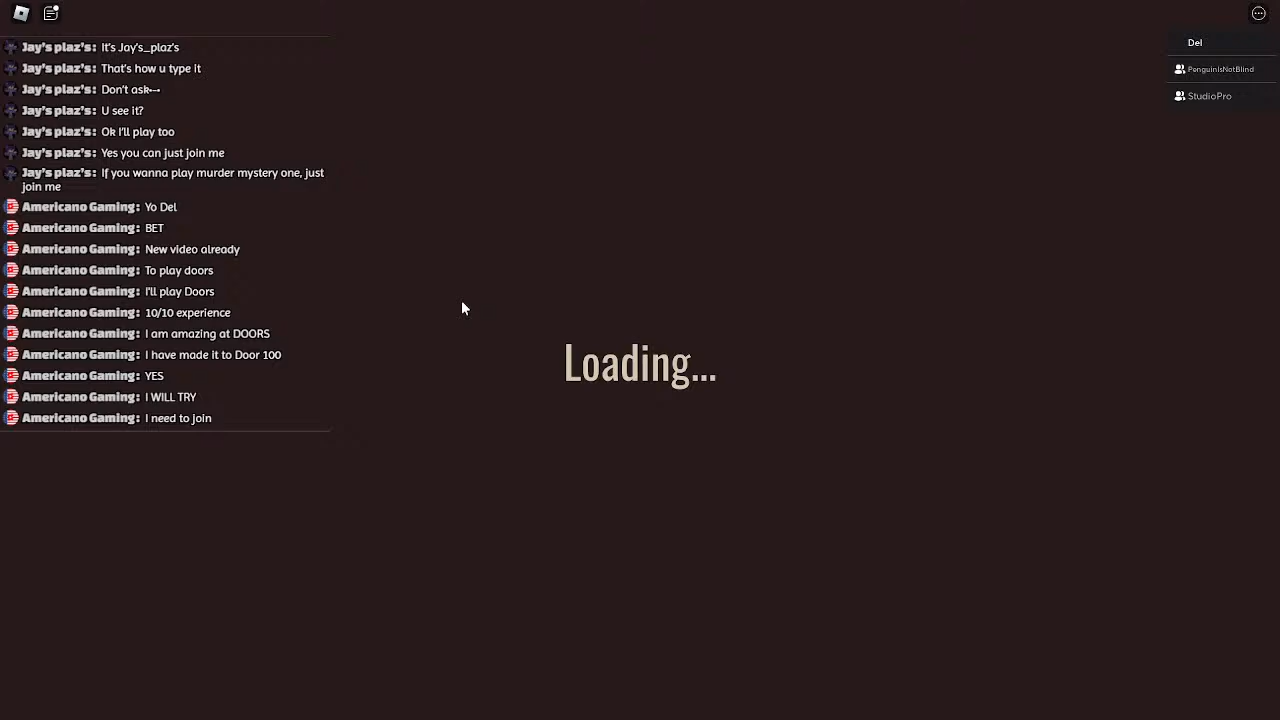 Jay's plaz's: It's Jay's_plaz's
Jay's plaz's: That's how u type it
Jay's plaz's: Don't ask--
Jay's plaz's: U see it?
Jay's plaz's: Ok I'll play too
Jay's plaz's: Yes you can just join me
Jay's plaz's: If you wanna play murder mystery one, just
join me
Americano Gaming: Yo Del
Americano Gaming: BET
Americano Gaming: New video already
Americano Gaming: To play doors
Americano Gaming: I'll play Doors
Americano Gaming: 10/10 experience
Americano Gaming: I am amazing at DOORS
Americano Gaming: I have made it to Door 100
Americano Gaming: YES
Americano Gaming: I WILL TRY
Americano Gaming: I need to join
Loading...
Del
PenguinIsNotBlind
StudioPro